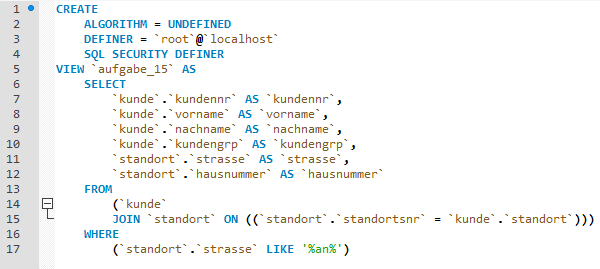 1 CREATE
2 ALGORITHM = UNDEFINED
3 DEFINER = `root`@`localhost`
4 SQL SECURITY DEFINER
5 VIEW `aufgabe_15` AS
6 SELECT
7 `kunde`.`kundennr` AS `kundennr`,
8 `kunde`.`vorname` AS `vorname`,
9 `kunde`.`nachname` AS `nachname`,
10 `kunde`.`kundengrp` AS `kundengrp`,
11 `standort`.`strasse` AS `strasse`,
12 `standort`.`hausnummer` AS `hausnummer`
13 FROM
14 (`kunde`
15 JOIN `standort` ON ((`standort`.`standortsnr` = `kunde`.`standort`)))
16 WHERE
17 (`standort`.`strasse` LIKE '%an%')